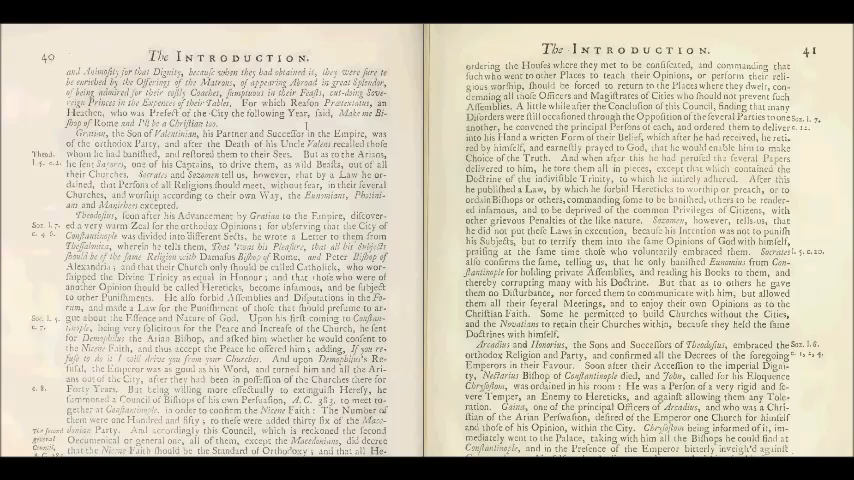 40
The INTRODUCTION.
and Animosity for that Dignity, because when they had obtained it, they were sure to
be enriched by the Offerings of the Matrons, of appearing Abroad in great Splendor,
of being admired for their costly Coaches, sumptuous in their Feasts, out-doing Sove-
reign Princes in the Expences of their Tables. For which Reason Prætextatus, an
Heathen, who was Præfect of the City the following Year, said, Make me Bi-
shop of Rome and I'll be a Christian too.
Gratian, the Son of Valentinian, his Partner and Successor in the Empire, was
of the orthodox Party, and after the Death of his Uncle Valens recalled those
whom he had banished, and restored them to their Sees. But as to the Arians,
Theod.
l. 5. c. 2.
he sent Sapores, one of his Captains, to drive them, as wild Beasts, out of all
their Churches. Socrates and Sozomen tell us, however, that by a Law he or-
dained, that Persons of all Religions should meet, without fear, in their several
Churches, and worship according to their own Way, the Eunomians, Photini-
ans and Manichees excepted.
Theodosius, soon after his Advancement by Gratian to the Empire, discover-
Soz. l. 7.
c. 4. 6.
ed a very warm Zeal for the orthodox Opinions; for observing that the City of
Constantinople was divided into different Sects, he wrote a Letter to them from
Thessalonica, wherein he tells them, That 'twas his Pleasure, that all his Subjects
should be of the same Religion with Damasus Bishop of Rome, and Peter Bishop of
Alexandria; and that their Church only should be called Catholick, who wor-
shipped the Divine Trinity as equal in Honour; and that those who were of
another Opinion should be called Hereticks, become infamous, and be subject
to other Punishments. He also forbid Assemblies and Disputations in the Fo-
rum, and made a Law for the Punishment of those that should presume to ar-
gue about the Essence and Nature of God. Upon his first coming to Constan-
c. 7.
tinople, being very solicitous for the Peace and Increase of the Church, he sent
for Demophilus the Arian Bishop, and asked him whether he would consent to
the Nicene Faith, and thus accept the Peace he offered him; adding, If you re-
fuse to do it I will drive you from your Churches. And upon Demophilus's Re-
fusal, the Emperor was as good as his Word, and turned him and all the Ari-
ans out of the City, after they had been in possession of the Churches there for
c. 8.
Forty Years. But being willing more effectually to extinguish Heresy, he
summoned a Council of Bishops of his own Persuasion, A. C. 383. to meet to-
gether at Constantinople, in order to confirm the Nicene Faith: The Number of
them were one Hundred and fifty; to these were added thirty six of the Mace-
The second
general
Council,
donian Party. And accordingly this Council, which is reckoned the second
Oecumenical or general one, all of them, except the Macedonians, did decree
that the Nicene Faith should be the Standard of Orthodoxy; and that all He-
The INTRODUCTION.
41
ordering the Houses where they met to be confiscated, and commanding that
such who went to other Places to teach their Opinions, or perform their reli-
gious worship, should be forced to return to the Places where they dwelt, con-
demning all those Officers and Magistrates of Cities who should not prevent such
Assemblies. A little while after the Conclusion of this Council, finding that many
Disorders were still occasioned through the Opposition of the several Parties to one
Soz. l. 7.
c. 12.
another, he convened the principal Persons of each, and ordered them to deliver
into his Hand a written Form of their Belief, which after he had received, he reti-
red by himself, and earnestly prayed to God, that he would enable him to make
Choice of the Truth. And when after this he had perused the several Papers
delivered to him, he tore them all in pieces, except that which contained the
Doctrine of the indivisible Trinity, to which he intirely adhered. After this
he published a Law, by which he forbid Hereticks to worship or preach, or to
ordain Bishops or others, commanding some to be banished, others to be render-
ed infamous, and to be deprived of the common Privileges of Citizens, with
other grievous Penalties of the like nature. Sozomen, however, tells us, that
he did not put these Laws in execution, because his Intention was not to punish
his Subjects, but to terrify them into the same Opinions of God with himself,
praising at the same time those who voluntarily embraced them. Socrates
l. 5. c. 20.
also confirms the same, telling us, that he only banished Eunomius from Con-
stantinople for holding private Assemblies, and reading his Books to them, and
thereby corrupting many with his Doctrine. But that as to others he gave
them no Disturbance, nor forced them to communicate with him, but allowed
them all their several Meetings, and to enjoy their own Opinions as to the
Christian Faith. Some he permitted to build Churches without the Cities,
and the Novatians to retain their Churches within, because they held the same
Doctrines with himself.
Arcadius and Honorius, the Sons and Successors of Theodosius, embraced the
Soz. l. 8.
c. 1. 2. 4.
orthodox Religion and Party, and confirmed all the Decrees of the foregoing
Emperors in their Favour. Soon after their Accession to the imperial Digni-
ty, Nectarius Bishop of Constantinople died, and John, called for his Eloquence
Chrysostom, was ordained in his room: He was a Person of a very rigid and se-
vere Temper, an Enemy to Hereticks, and against allowing them any Tole-
ration. Gaina, one of the principal Officers of Arcadius, and who was a Chri-
stian of the Arian Perswasion, desired of the Emperor one Church for himself
and those of his Opinion, within the City. Chrysostom being informed of it, im-
mediately went to the Palace, taking with him all the Bishops he could find at
Constantinople, and in the Presence of the Emperor bitterly inveigh'd against